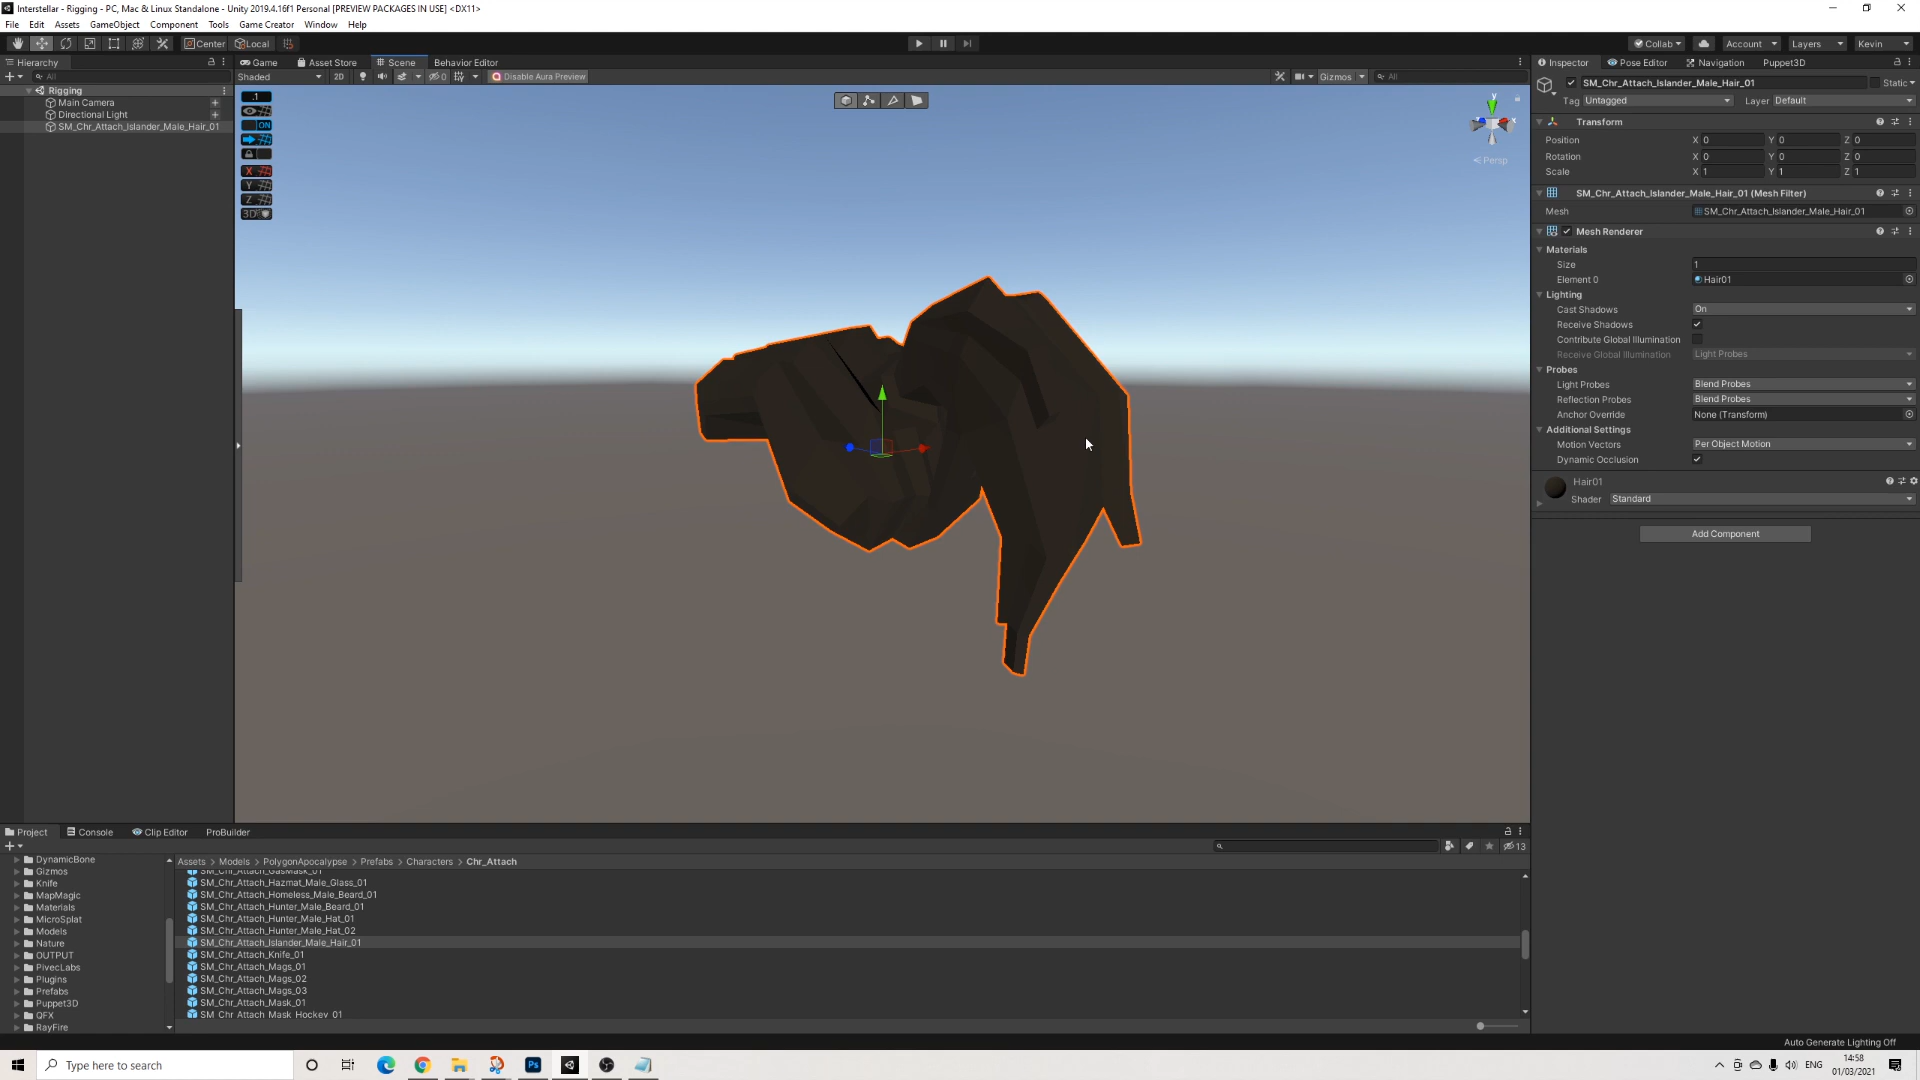 Interstellar - Rigging - PC, Mac & Linux Standalone - Unity 2019.4.16f1 Personal [PREVIEW PACKAGES IN USE] <DX11>
File Edit Assets GameObject Component Tools Game Creator Window Help
Center Local Collab Account Layers Kevin
Hierarchy
All
Rigging
Main Camera
Directional Light
SM_Chr_Attach_Islander_Male_Hair_01
Game Asset Store Scene Behavior Editor
Shaded 2D 0 Disable Aura Preview Gizmos All
.1
ON
X
Y
Z
3D
y
x
Persp
Inspector Pose Editor Navigation Puppet3D
SM_Chr_Attach_Islander_Male_Hair_01 Static
Tag Untagged Layer Default
Transform
Position X 0 Y 0 Z 0
Rotation X 0 Y 0 Z 0
Scale X 1 Y 1 Z 1
SM_Chr_Attach_Islander_Male_Hair_01 (Mesh Filter)
Mesh SM_Chr_Attach_Islander_Male_Hair_01
Mesh Renderer
Materials
Size 1
Element 0 Hair01
Lighting
Cast Shadows On
Receive Shadows
Contribute Global Illumination
Receive Global Illumination Light Probes
Probes
Light Probes Blend Probes
Reflection Probes Blend Probes
Anchor Override None (Transform)
Additional Settings
Motion Vectors Per Object Motion
Dynamic Occlusion
Hair01
Shader Standard
Add Component
Project Console Clip Editor ProBuilder
13
DynamicBone
Gizmos
Knife
MapMagic
Materials
MicroSplat
Models
Nature
OUTPUT
PivecLabs
Plugins
Prefabs
Puppet3D
QFX
RayFire
Assets > Models > PolygonApocalypse > Prefabs > Characters > Chr_Attach
SM_Chr_Attach_GasMask_01
SM_Chr_Attach_Hazmat_Male_Glass_01
SM_Chr_Attach_Homeless_Male_Beard_01
SM_Chr_Attach_Hunter_Male_Beard_01
SM_Chr_Attach_Hunter_Male_Hat_01
SM_Chr_Attach_Hunter_Male_Hat_02
SM_Chr_Attach_Islander_Male_Hair_01
SM_Chr_Attach_Knife_01
SM_Chr_Attach_Mags_01
SM_Chr_Attach_Mags_02
SM_Chr_Attach_Mags_03
SM_Chr_Attach_Mask_01
SM_Chr_Attach_Mask_Hockey_01
Auto Generate Lighting Off
Type here to search
Ps
ENG
14:58
01/03/2021